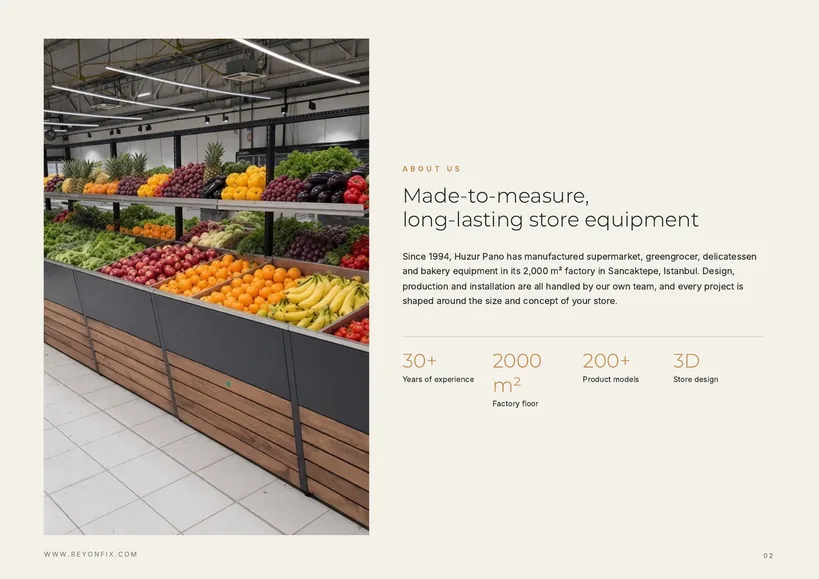 ABOUT US
Made-to-measure,
long-lasting store equipment
Since 1994, Huzur Pano has manufactured supermarket, greengrocer, delicatessen
and bakery equipment in its 2,000 m² factory in Sancaktepe, Istanbul. Design,
production and installation are all handled by our own team, and every project is
shaped around the size and concept of your store.
30+
Years of experience
2000
m²
Factory floor
200+
Product models
3D
Store design
WWW.REYONFIX.COM
02